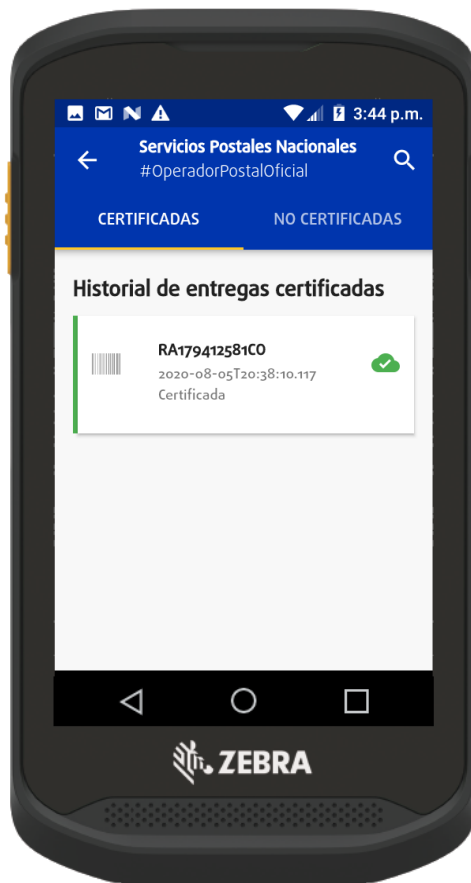 3:44 p.m.
Servicios Postales Nacionales
#OperadorPostalOficial
CERTIFICADAS
NO CERTIFICADAS
Historial de entregas certificadas
RA179412581CO
2020-08-05T20:38:10.117
Certificada
ZEBRA